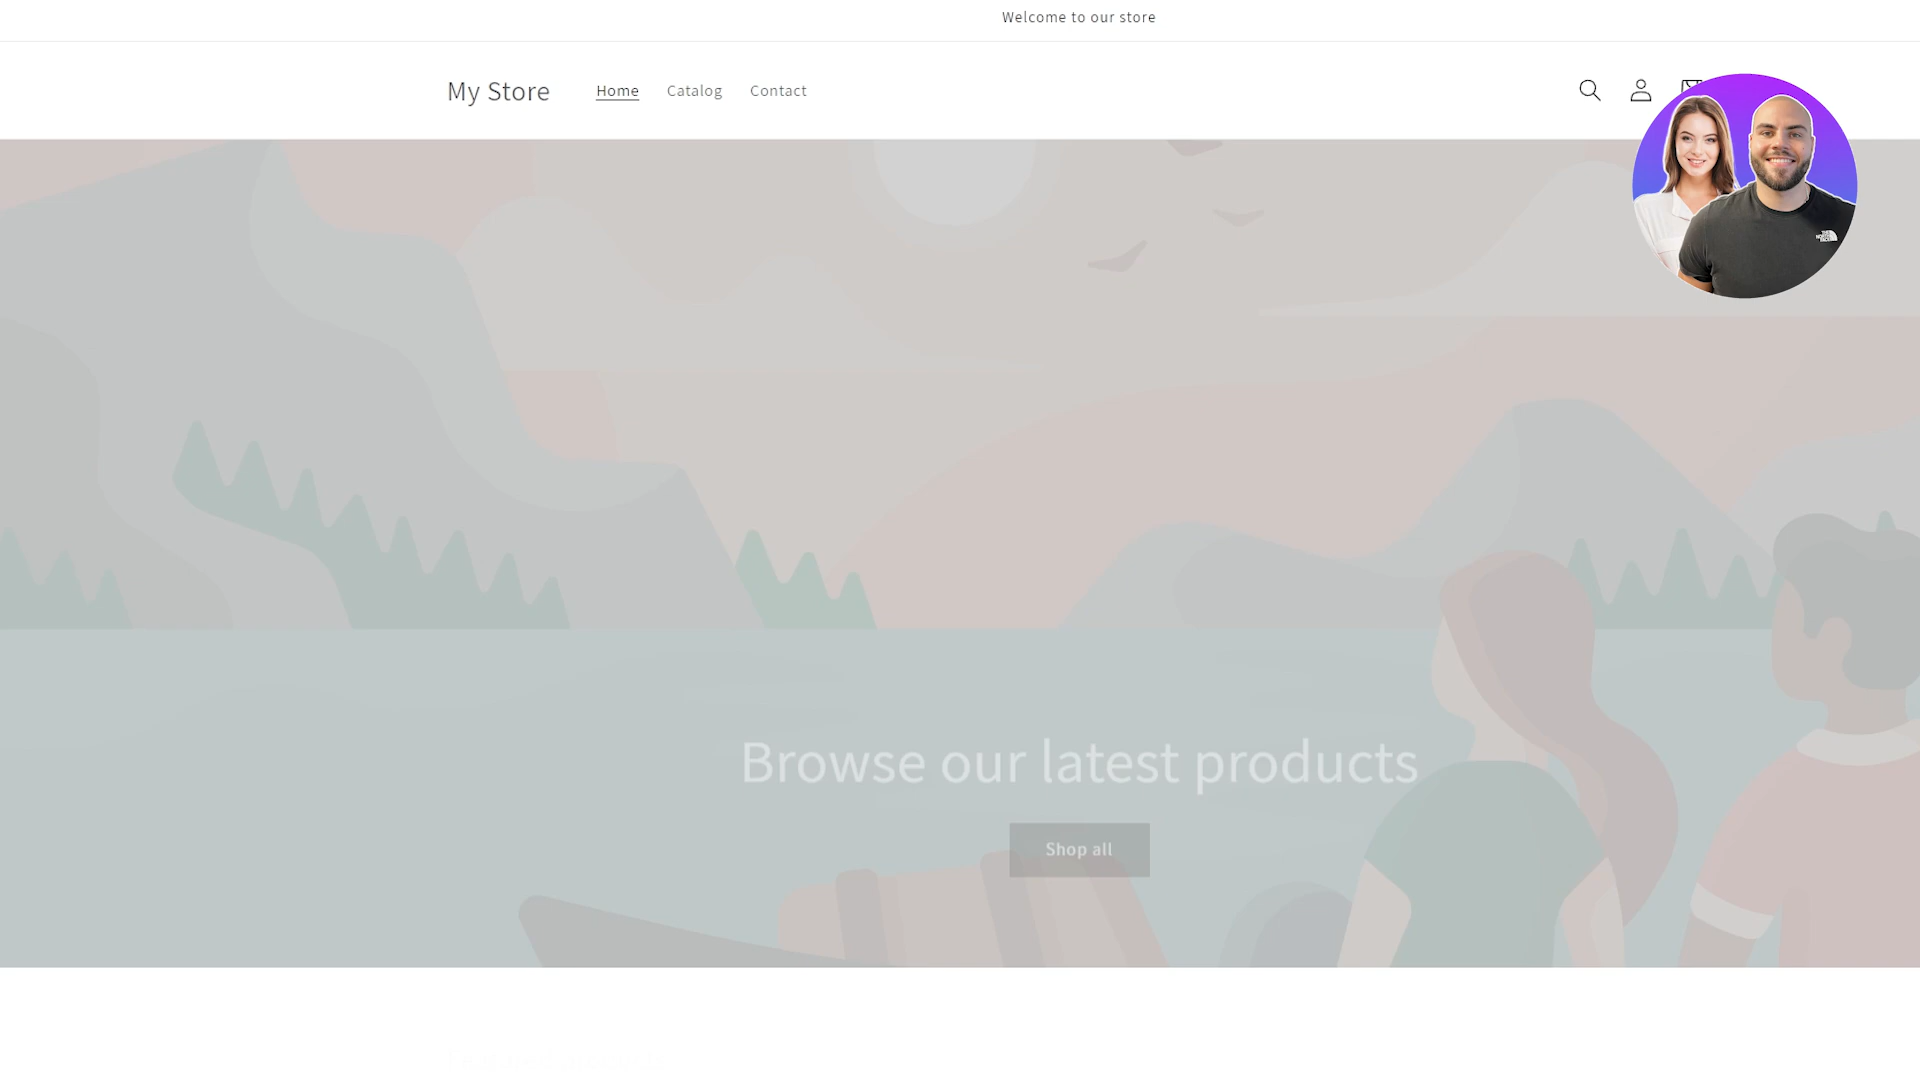 Welcome to our store
My Store
Home Catalog Contact
Browse our latest products
Shop all